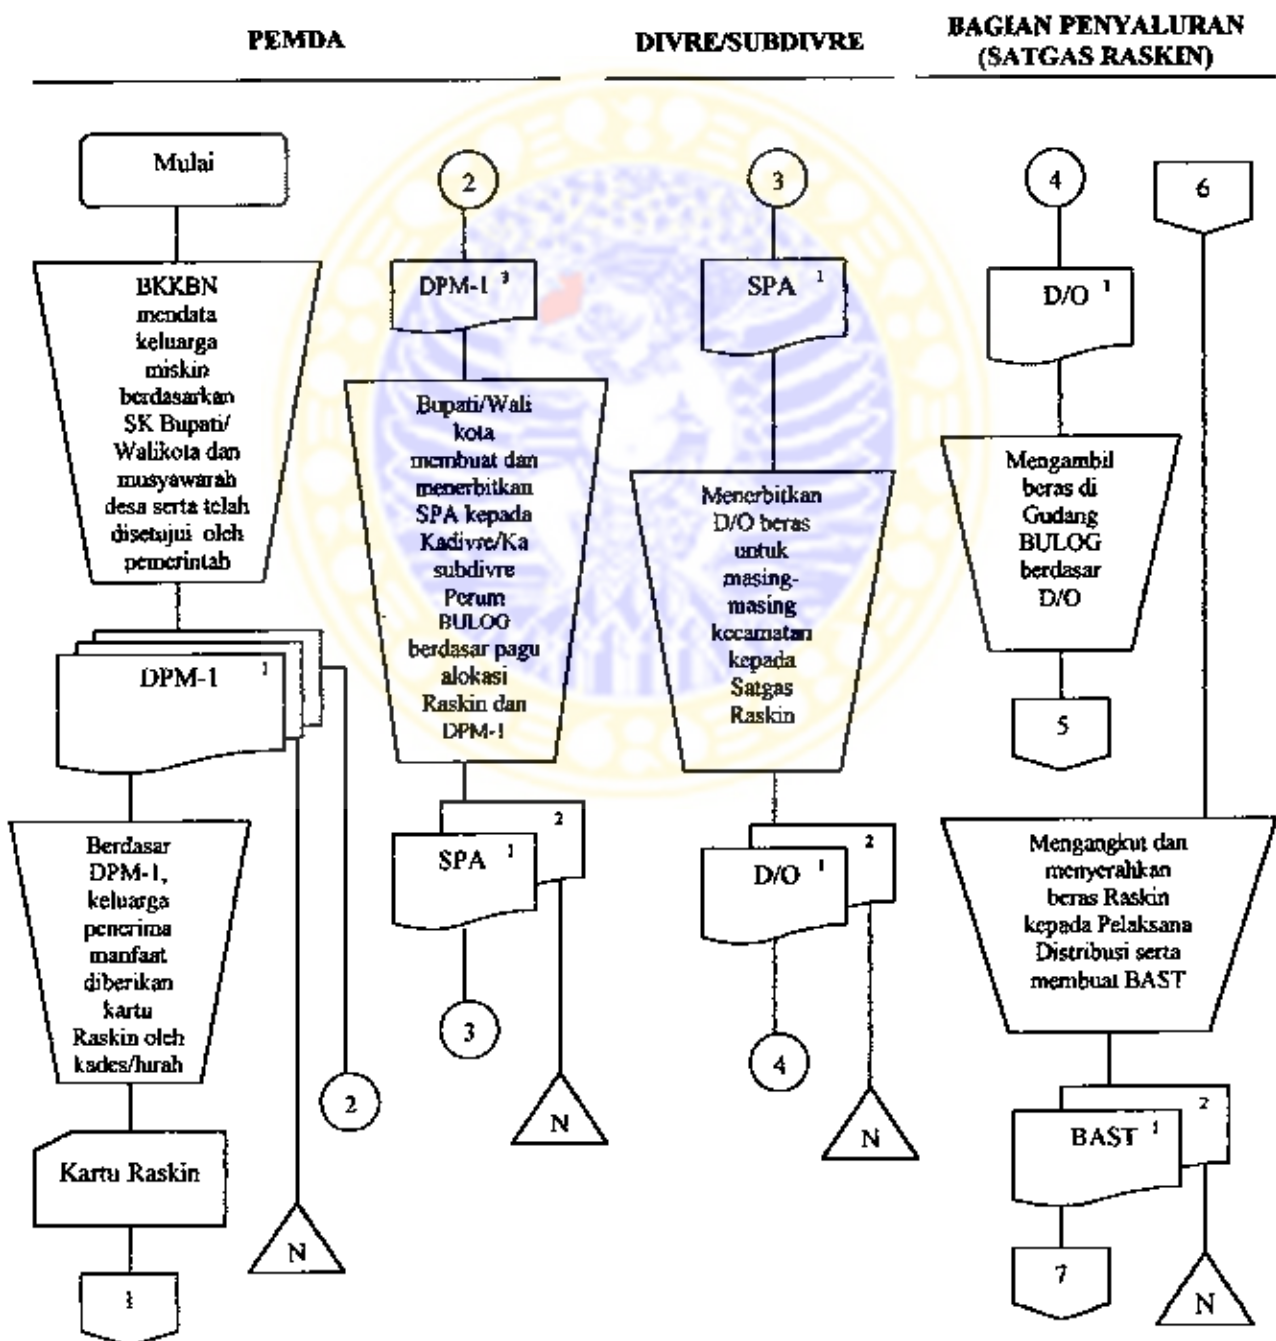 PEMDA
DIVRE/SUBDIVRE
BAGIAN PENYALURAN
(SATGAS RASKIN)
Mulai
BKKBN
mendata
keluarga
miskin
berdasarkan
SK Bupati/
Walikota dan
musyawarah
desa serta telah
disetujui oleh
pemerintah
DPM-1 1
Berdasar
DPM-1,
keluarga
penerima
manfaat
diberikan
kartu
Raskin oleh
kades/lurah
Kartu Raskin
1
N
2
2
DPM-1 3
Bupati/Wali
kota
membuat dan
menerbitkan
SPA kepada
Kadivre/Ka
subdivre
Perum
BULOG
berdasar pagu
alokasi
Raskin dan
DPM-1
2
SPA 1
3
N
3
SPA 1
Menerbitkan
D/O beras
untuk
masing-
masing
kecamatan
kepada
Satgas
Raskin
2
D/O 1
4
N
4
D/O 1
Mengambil
beras di
Gudang
BULOG
berdasar
D/O
5
6
Mengangkut dan
menyerahkan
beras Raskin
kepada Pelaksana
Distribusi serta
membuat BAST
2
BAST 1
7
N